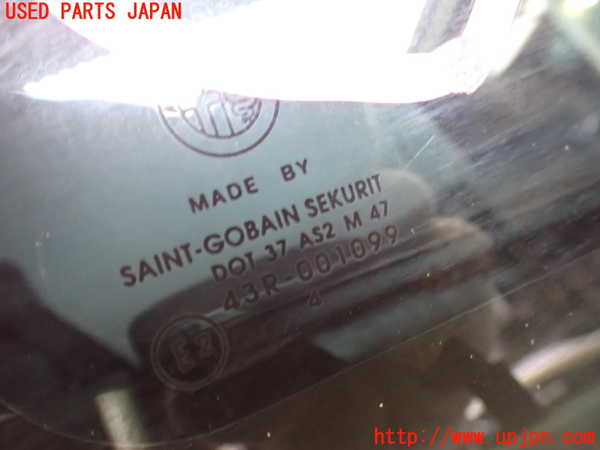 USED PARTS JAPAN
MADE BY
SAINT-GOBAIN SEKURIT
DOT 37 AS2 M 47
43R-001099
4
E2
http://www.upjpn.com